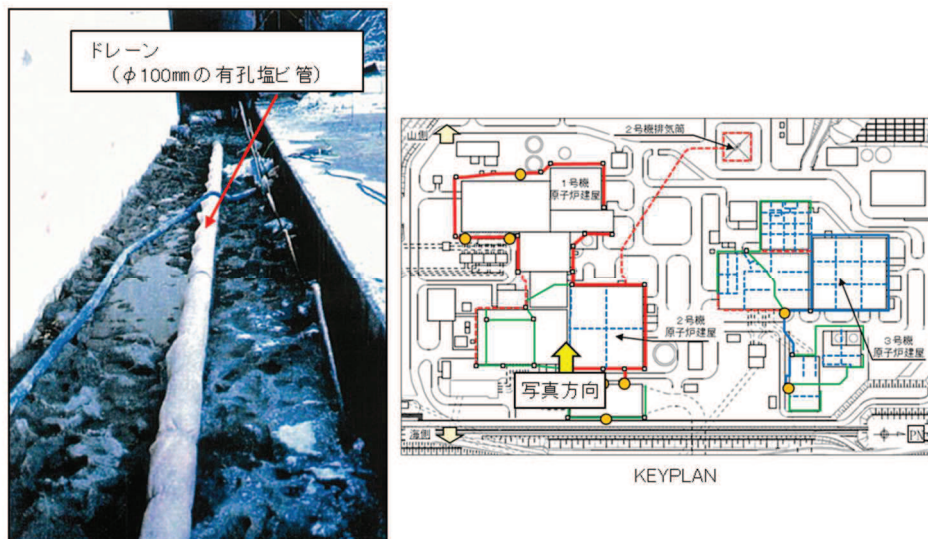 ドレーン
（φ100㎜の有孔塩ビ管）
山側
2号機排気筒
1号機
原子炉建屋
2号機
原子炉建屋
3号機
原子炉建屋
写真方向
海側
PN
KEYPLAN